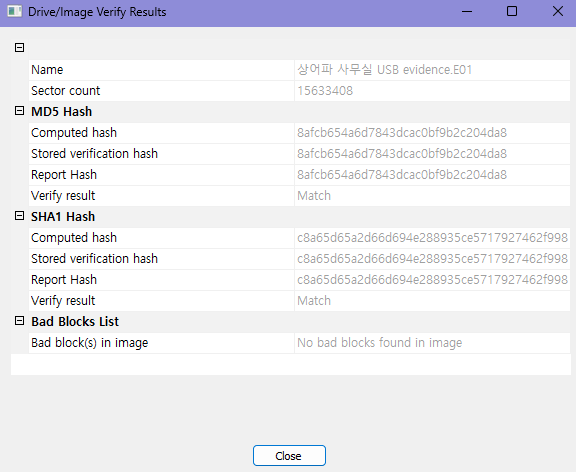 Drive/Image Verify Results
Name 상어파 사무실 USB evidence.E01
Sector count 15633408
MD5 Hash
Computed hash 8afcb654a6d7843dcac0bf9b2c204da8
Stored verification hash 8afcb654a6d7843dcac0bf9b2c204da8
Report Hash 8afcb654a6d7843dcac0bf9b2c204da8
Verify result Match
SHA1 Hash
Computed hash c8a65d65a2d66d694e288935ce5717927462f998
Stored verification hash c8a65d65a2d66d694e288935ce5717927462f998
Report Hash c8a65d65a2d66d694e288935ce5717927462f998
Verify result Match
Bad Blocks List
Bad block(s) in image No bad blocks found in image
Close